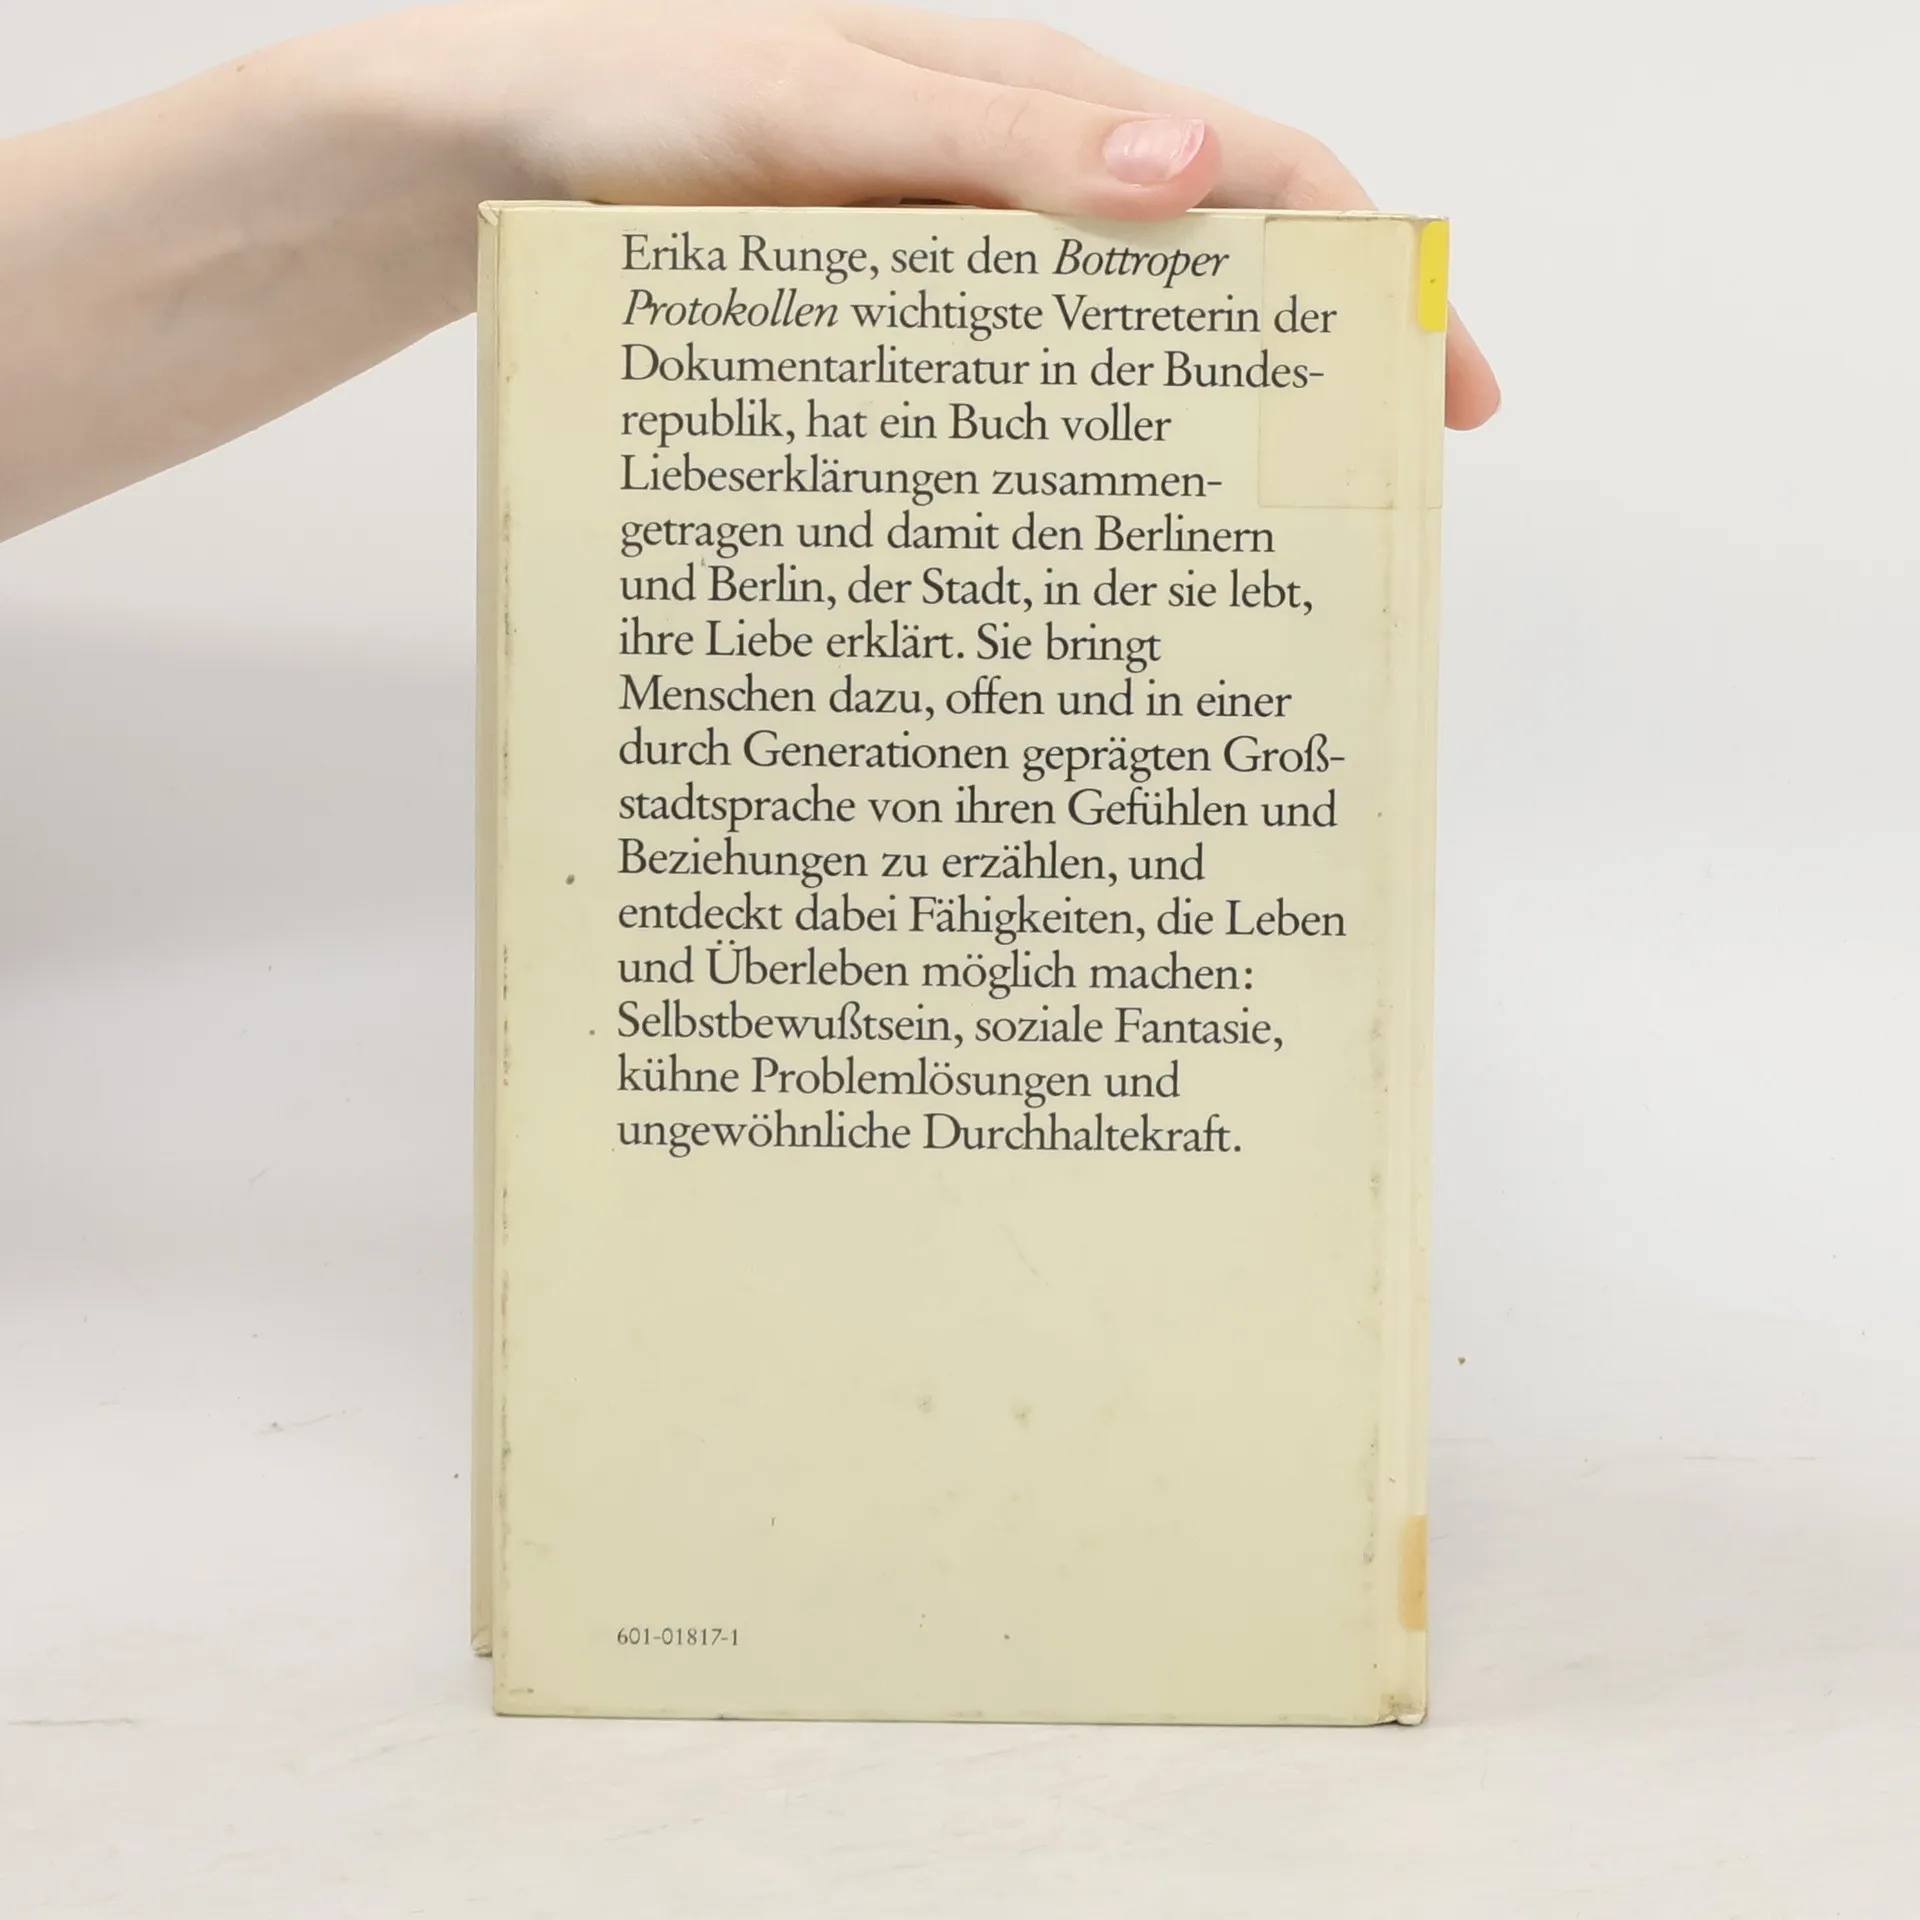 Erika Runge, seit den Bottroper
Protokollen wichtigste Vertreterin der
Dokumentarliteratur in der Bundes-
republik, hat ein Buch voller
Liebeserklärungen zusammen-
getragen und damit den Berlinern
und Berlin, der Stadt, in der sie lebt,
ihre Liebe erklärt. Sie bringt
Menschen dazu, offen und in einer
durch Generationen geprägten Groß-
stadtsprache von ihren Gefühlen und
Beziehungen zu erzählen, und
entdeckt dabei Fähigkeiten, die Leben
und Überleben möglich machen:
Selbstbewußtsein, soziale Fantasie,
kühne Problemlösungen und
ungewöhnliche Durchhaltekraft.
601-01817-1